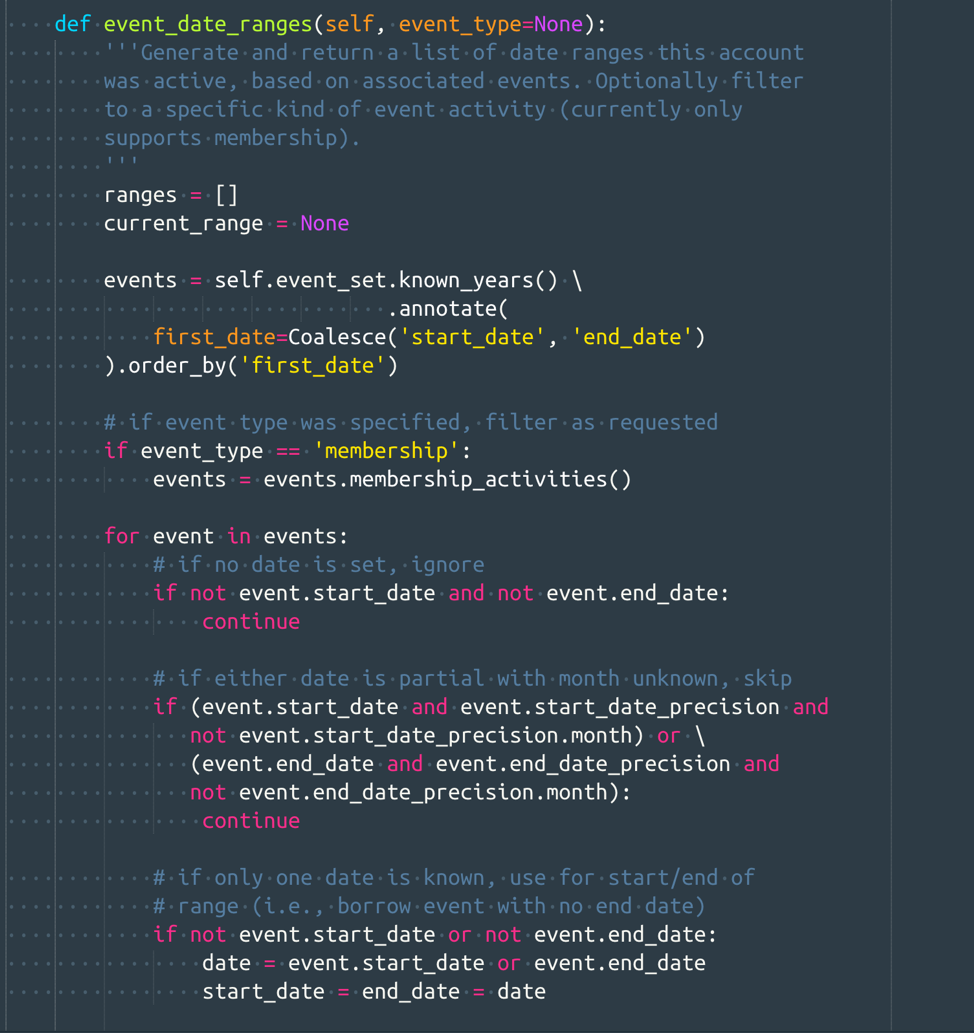 def event_date_ranges(self, event_type=None):
'''Generate and return a list of date ranges this account
was active, based on associated events. Optionally filter
to a specific kind of event activity (currently only
supports membership).
'''
ranges = []
current_range = None
events = self.event_set.known_years() \
.annotate(
first_date=Coalesce('start_date', 'end_date')
).order_by('first_date')
# if event type was specified, filter as requested
if event_type == 'membership':
events = events.membership_activities()
for event in events:
# if no date is set, ignore
if not event.start_date and not event.end_date:
continue
# if either date is partial with month unknown, skip
if (event.start_date and event.start_date_precision and
not event.start_date_precision.month) or \
(event.end_date and event.end_date_precision and
not event.end_date_precision.month):
continue
# if only one date is known, use for start/end of
# range (i.e., borrow event with no end date)
if not event.start_date or not event.end_date:
date = event.start_date or event.end_date
start_date = end_date = date